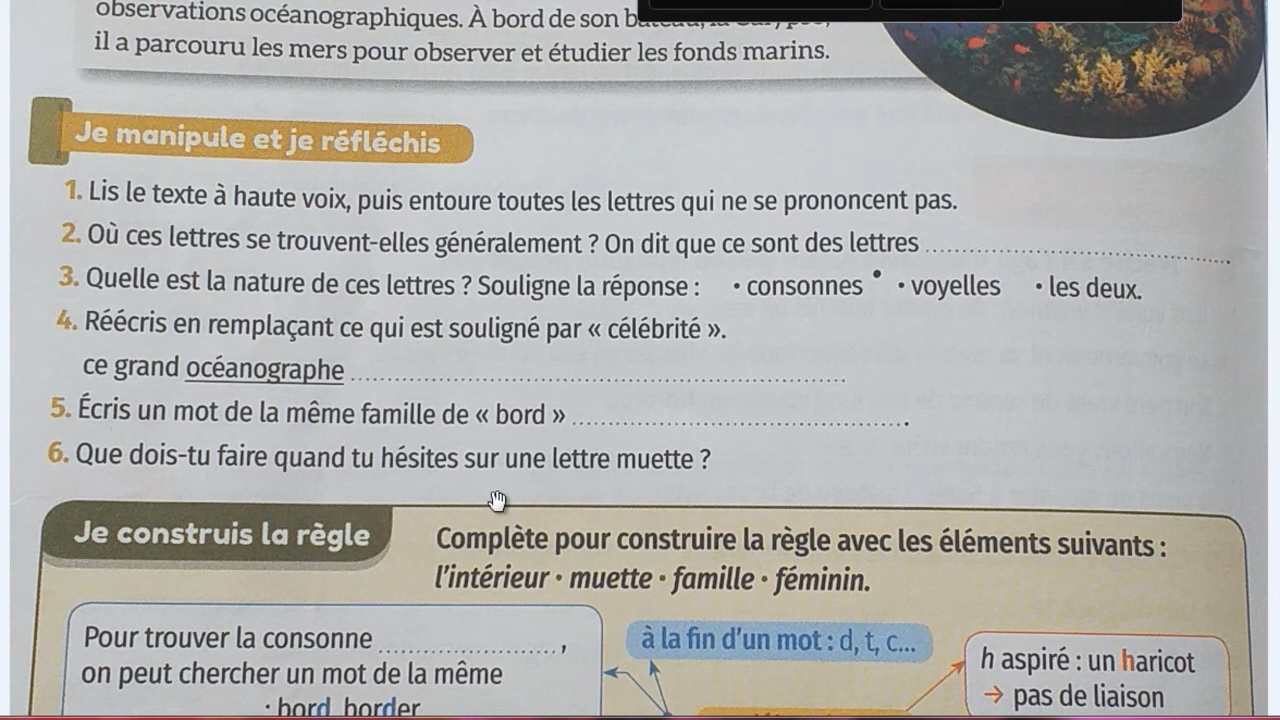 observations océanographiques. À bord de son bateau, la Calypso,
il a parcouru les mers pour observer et étudier les fonds marins.
Je manipule et je réfléchis
1. Lis le texte à haute voix, puis entoure toutes les lettres qui ne se prononcent pas.
2. Où ces lettres se trouvent-elles généralement ? On dit que ce sont des lettres ..........
3. Quelle est la nature de ces lettres ? Souligne la réponse : • consonnes • voyelles • les deux.
4. Réécris en remplaçant ce qui est souligné par « célébrité ».
ce grand océanographe ..........
5. Écris un mot de la même famille de « bord » .......... .
6. Que dois-tu faire quand tu hésites sur une lettre muette ?
Je construis la règle
Complète pour construire la règle avec les éléments suivants :
l'intérieur • muette • famille • féminin.
Pour trouver la consonne .......... ,
on peut chercher un mot de la même
: bord, border
à la fin d'un mot : d, t, c...
h aspiré : un haricot
→ pas de liaison